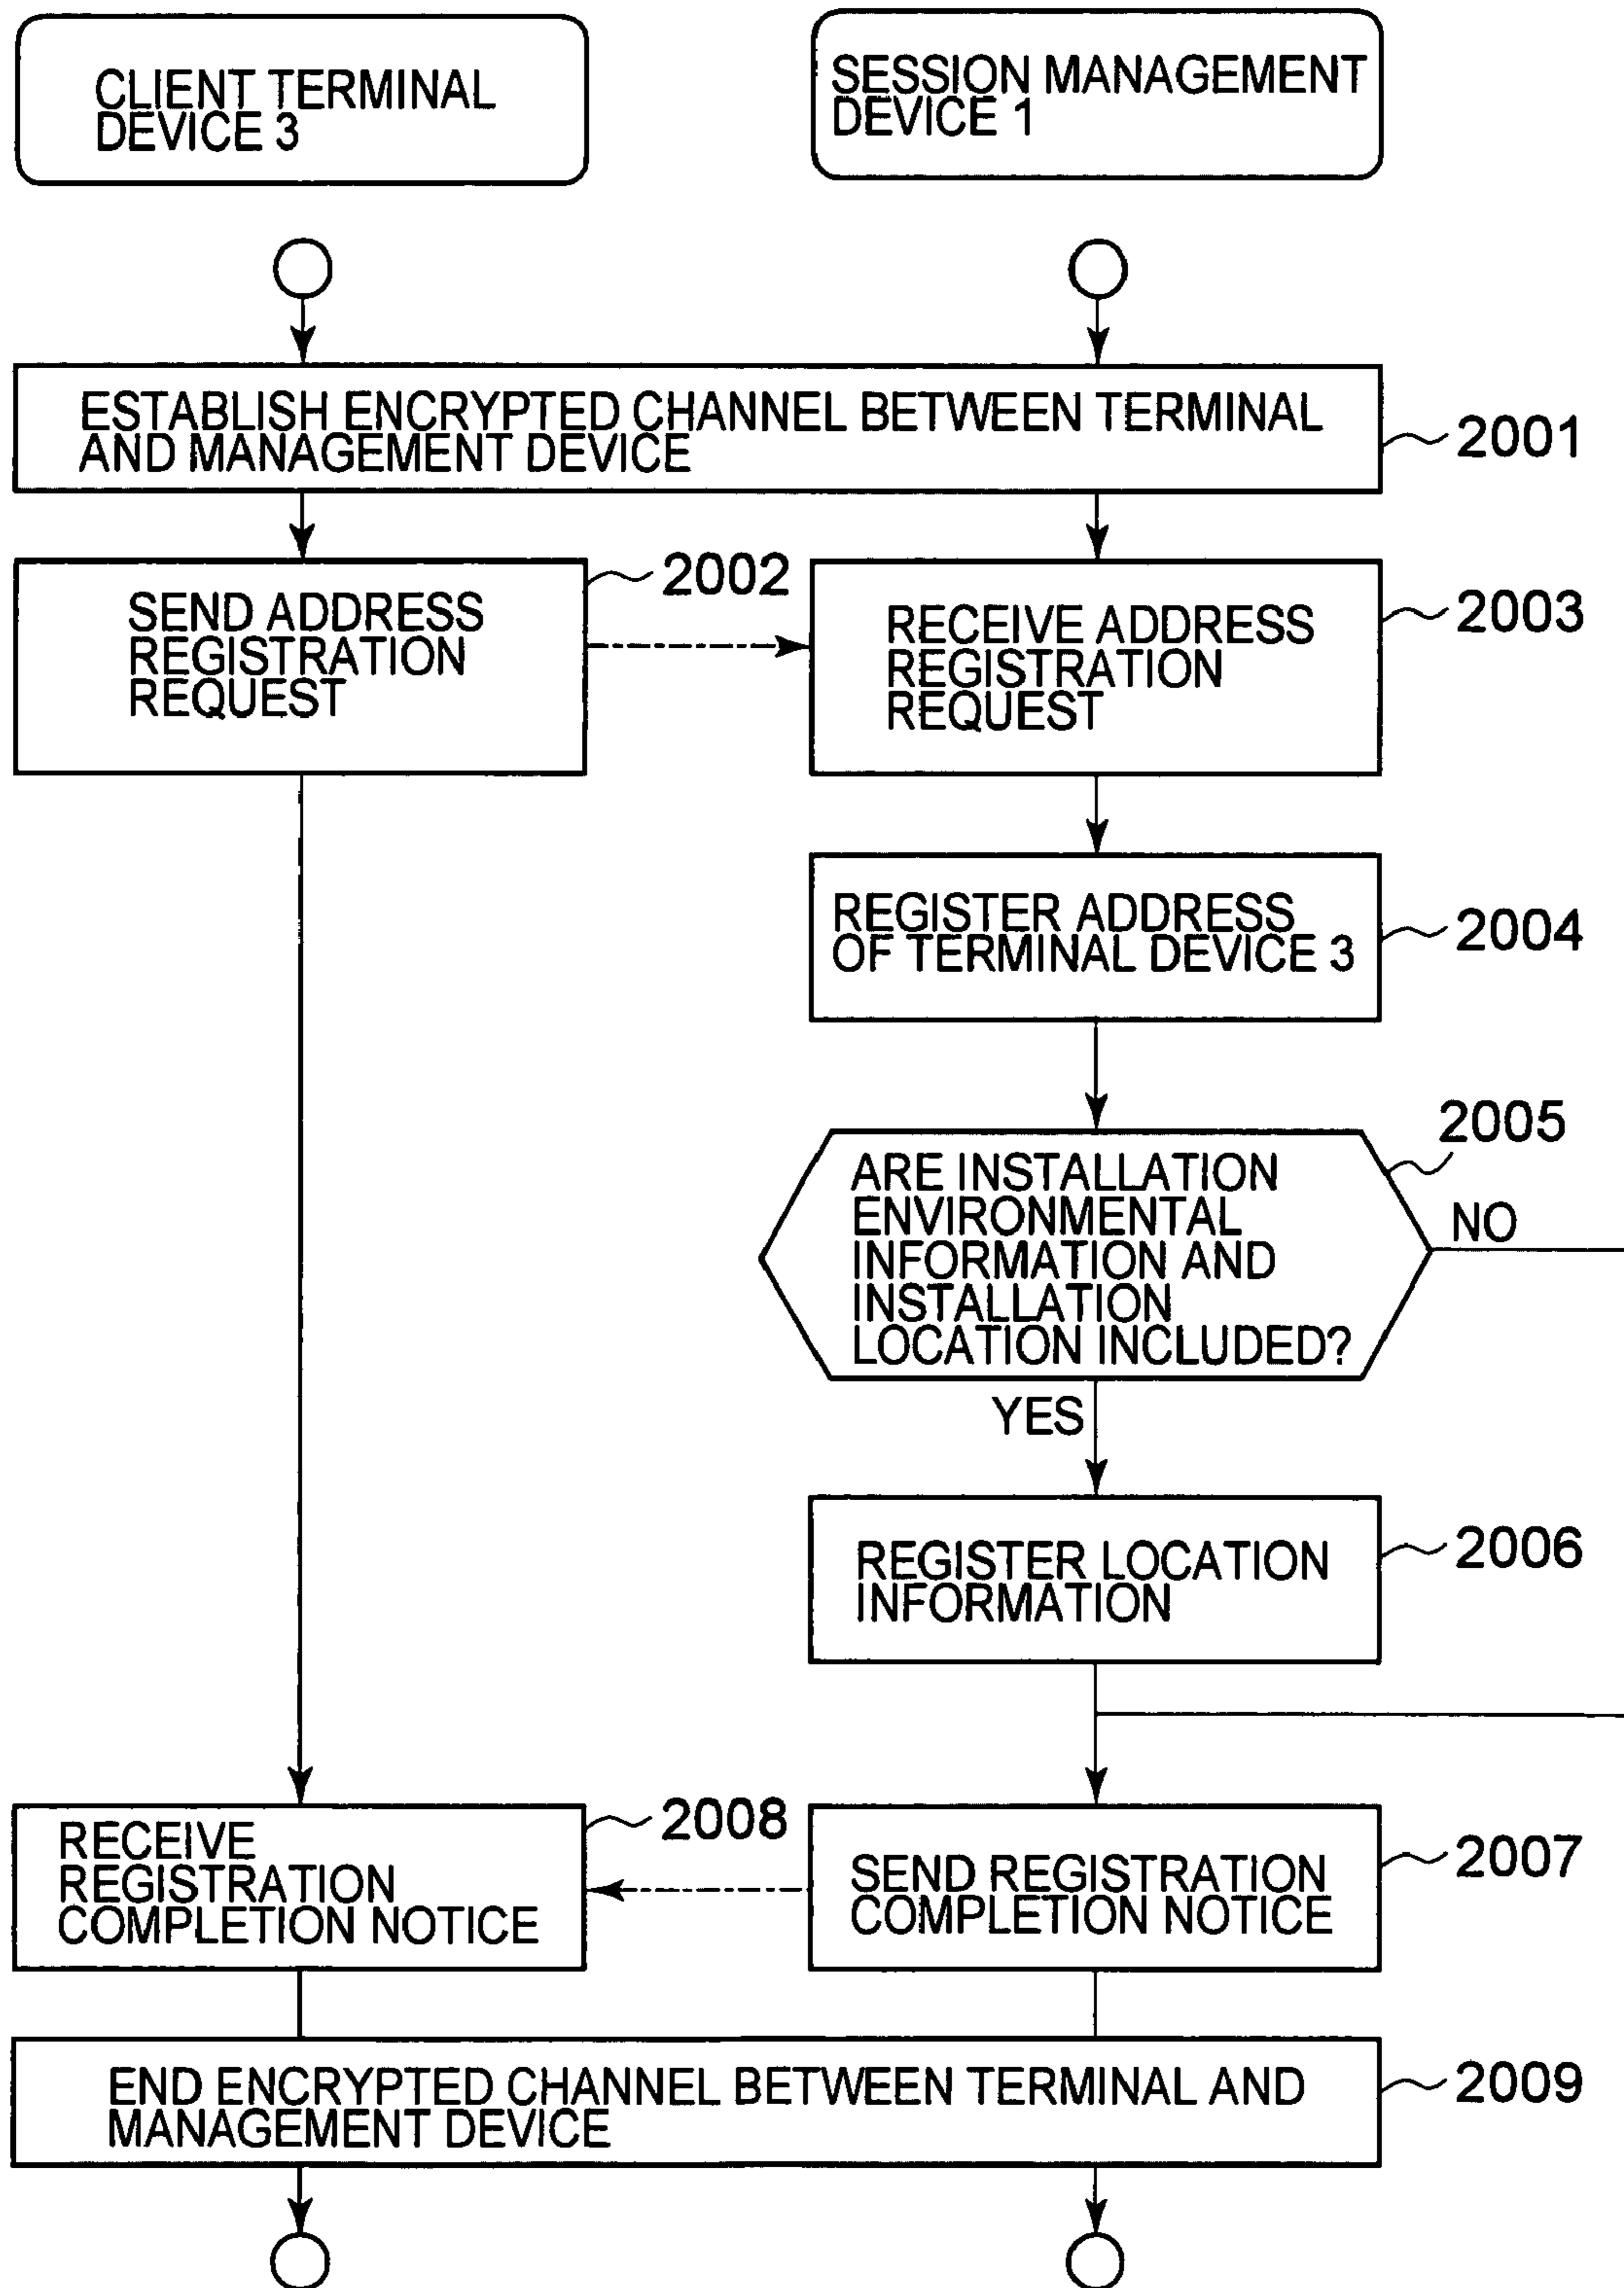 CLIENT TERMINAL
DEVICE 3
SESSION MANAGEMENT
DEVICE 1
ESTABLISH ENCRYPTED CHANNEL BETWEEN TERMINAL
AND MANAGEMENT DEVICE
2001
SEND ADDRESS
REGISTRATION
REQUEST
2002
RECEIVE ADDRESS
REGISTRATION
REQUEST
2003
REGISTER ADDRESS
OF TERMINAL DEVICE 3
2004
ARE INSTALLATION
ENVIRONMENTAL
INFORMATION AND
INSTALLATION
LOCATION INCLUDED?
2005
NO
YES
REGISTER LOCATION
INFORMATION
2006
RECEIVE
REGISTRATION
COMPLETION NOTICE
2008
SEND REGISTRATION
COMPLETION NOTICE
2007
END ENCRYPTED CHANNEL BETWEEN TERMINAL AND
MANAGEMENT DEVICE
2009